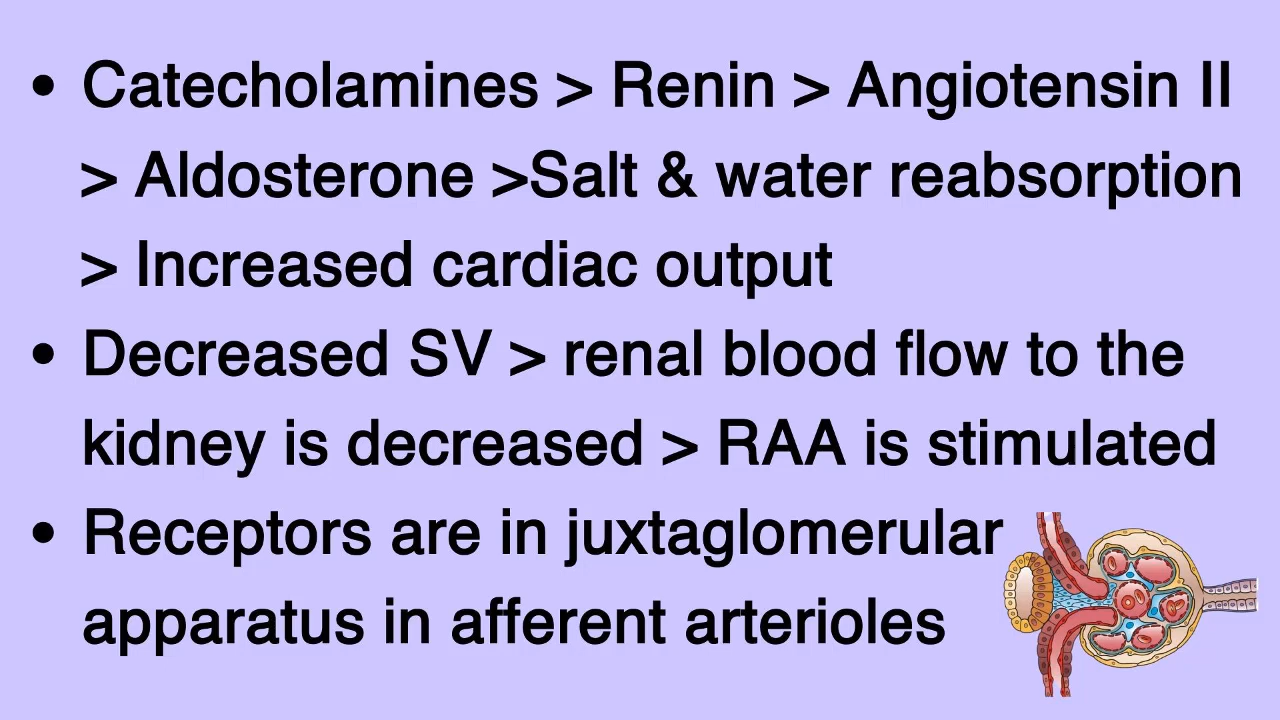 • Catecholamines > Renin > Angiotensin II
> Aldosterone >Salt & water reabsorption
> Increased cardiac output
• Decreased SV > renal blood flow to the
kidney is decreased > RAA is stimulated
• Receptors are in juxtaglomerular
apparatus in afferent arterioles